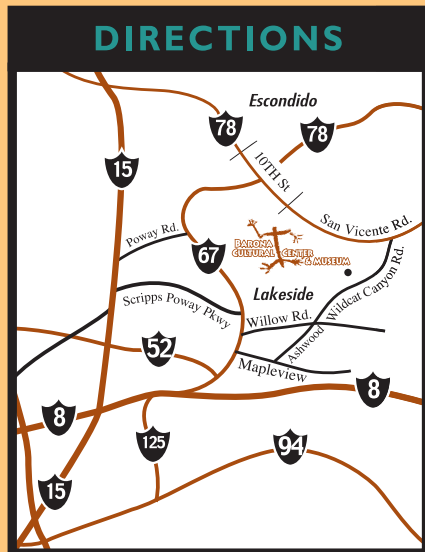 DIRECTIONS
Escondido
78
78
15
10TH St
San Vicente Rd.
Poway Rd.
BARONA
CULTURAL CENTER
& MUSEUM
67
Wildcat Canyon Rd.
Lakeside
Scripps Poway Pkwy
Willow Rd.
Ashwood
52
Mapleview
8
8
125
94
15